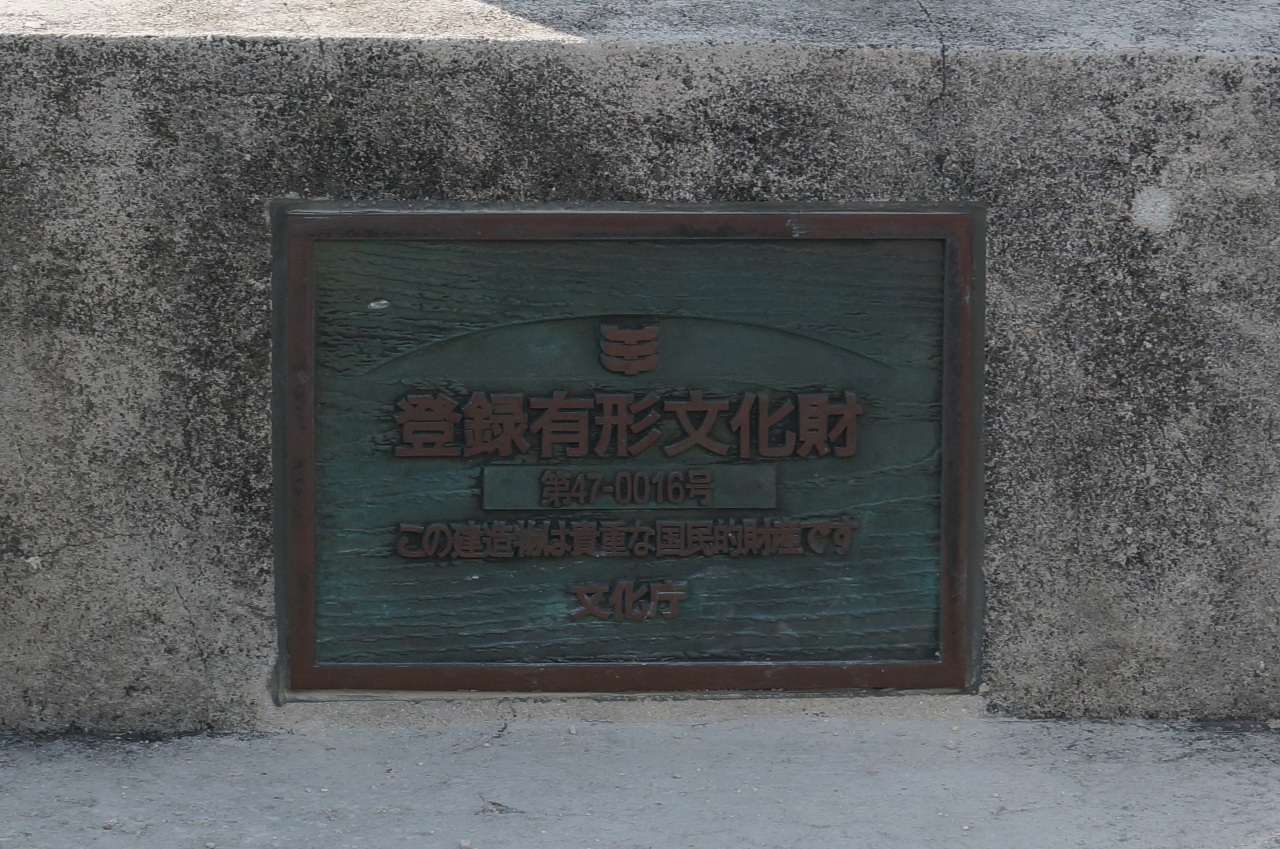 登録有形文化財
第47-0016号
この建造物は貴重な国民的財産です
文化庁